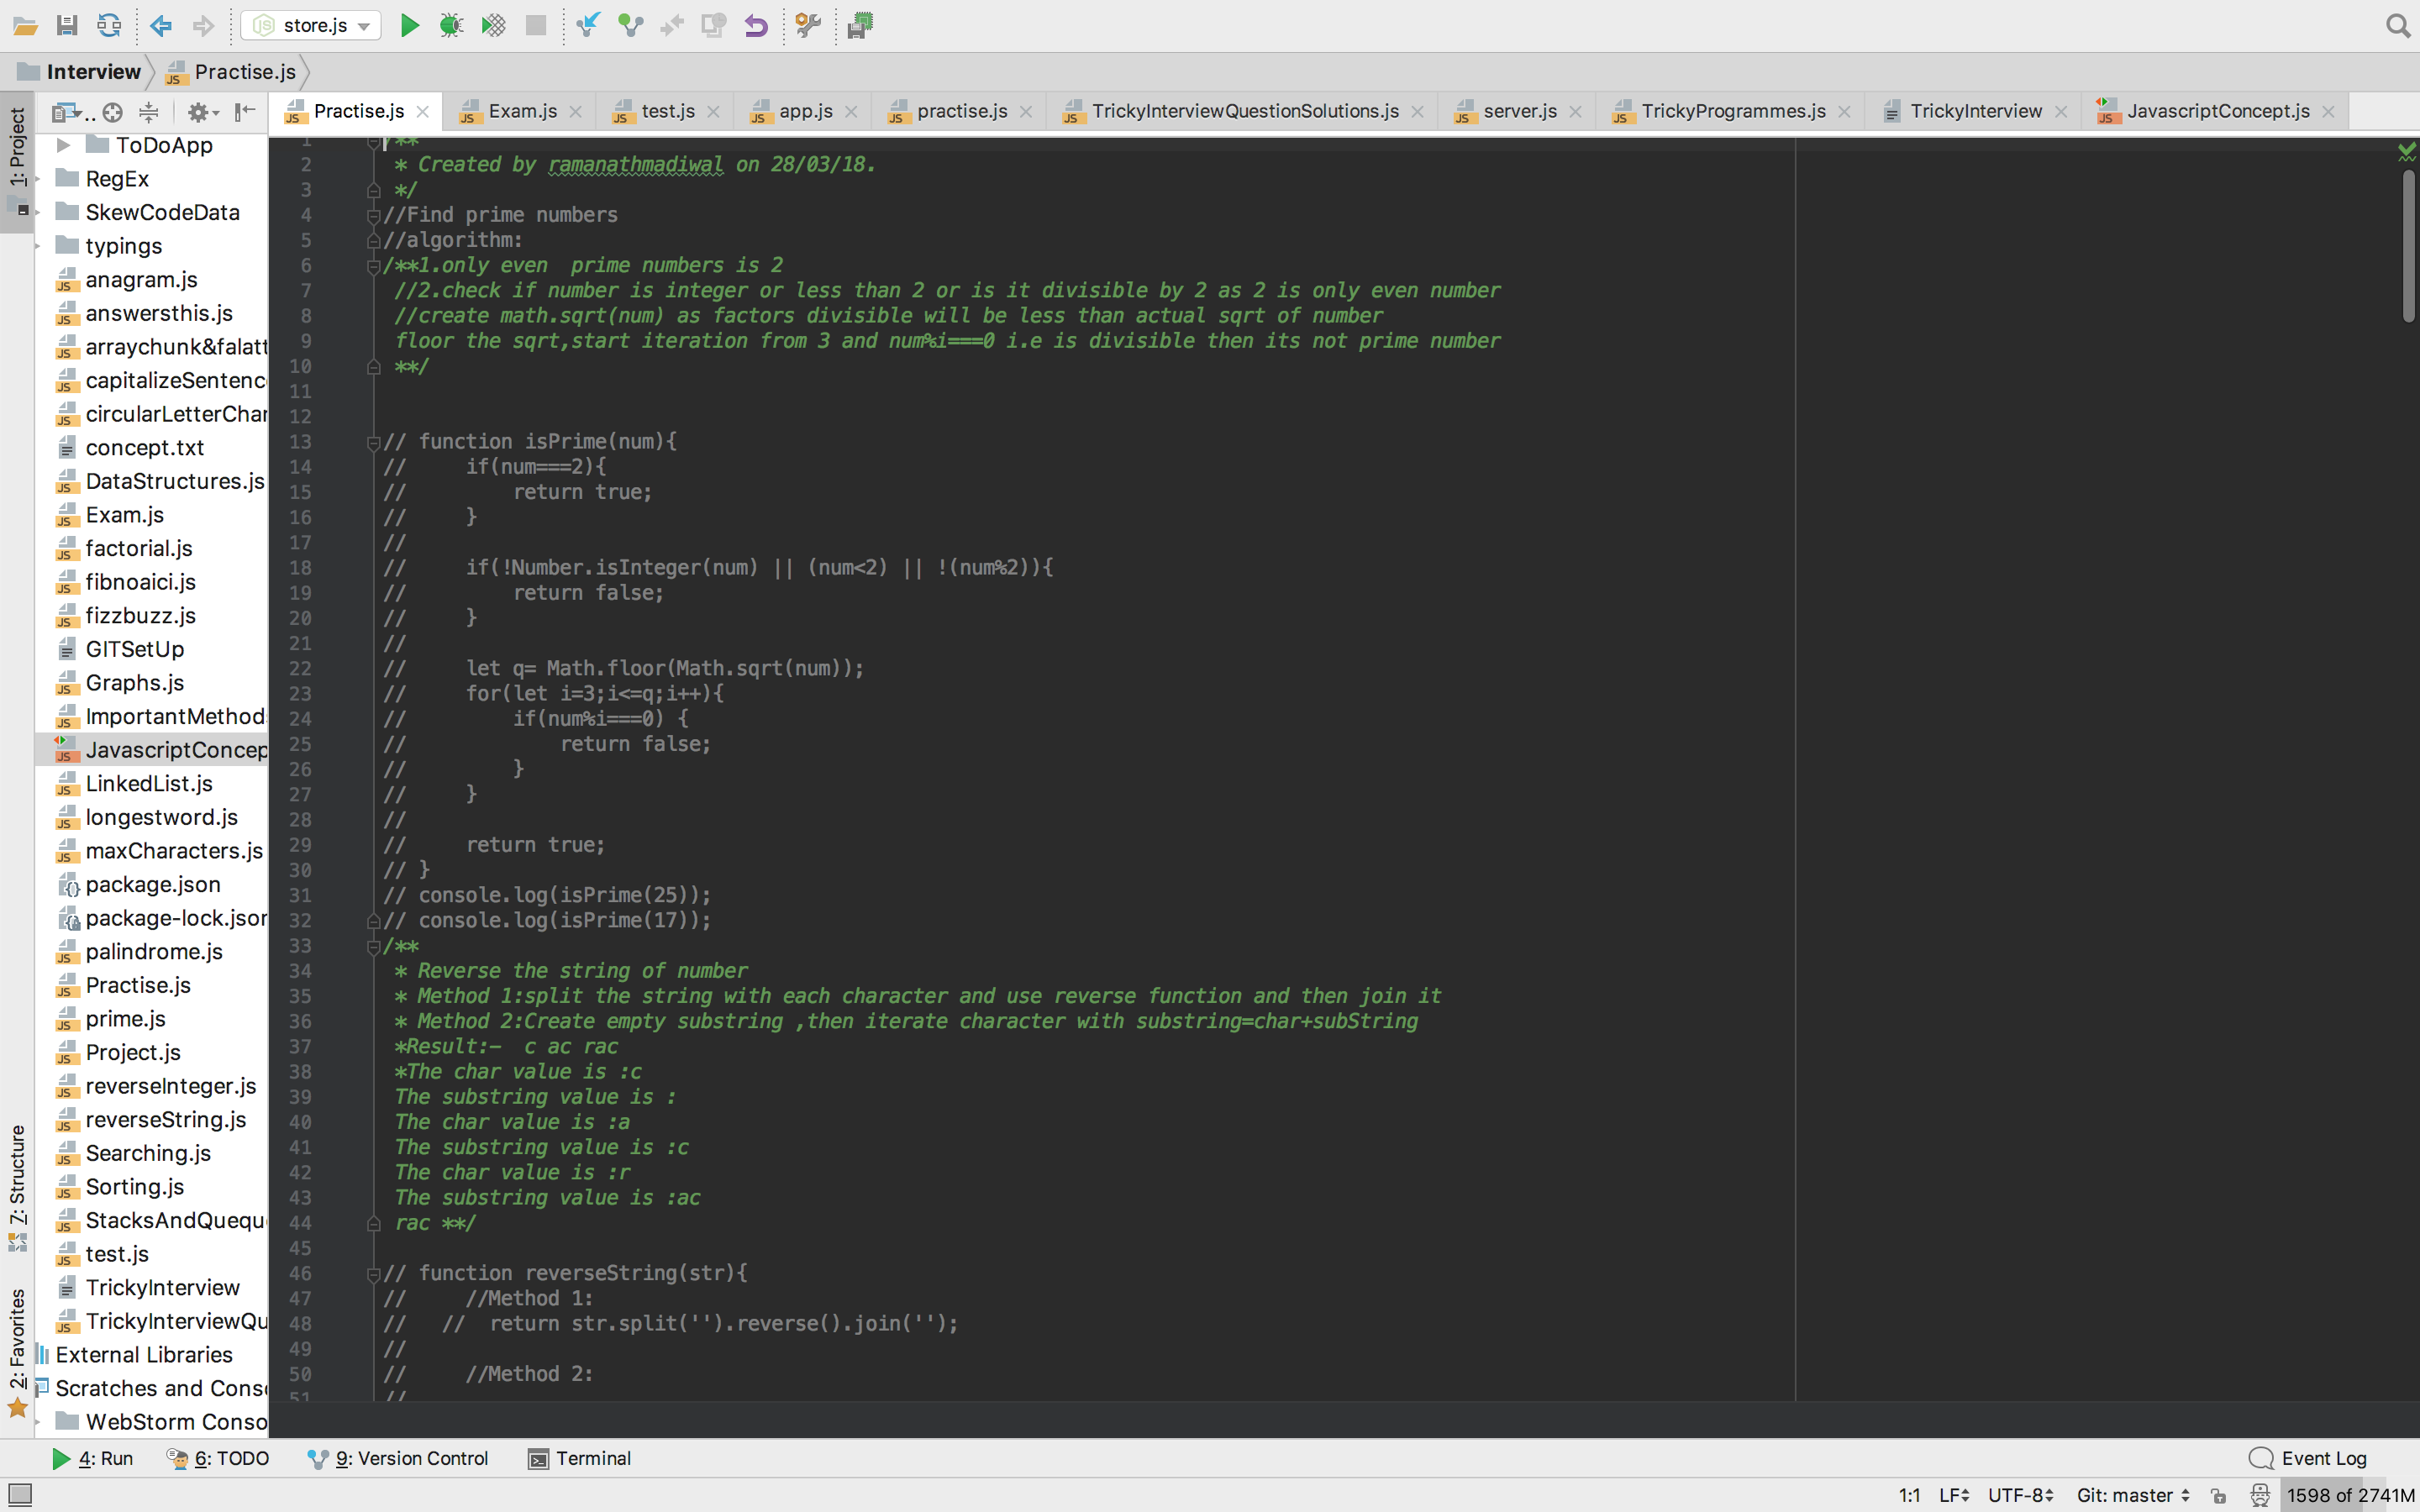 store.js
Interview
Practise.js
1: Project
7: Structure
2: Favorites
Practise.js
Exam.js
test.js
app.js
practise.js
TrickyInterviewQuestionSolutions.js
server.js
TrickyProgrammes.js
TrickyInterview
JavascriptConcept.js
ToDoApp
RegEx
SkewCodeData
typings
anagram.js
answersthis.js
arraychunk&falatt
capitalizeSentenc
circularLetterChar
concept.txt
DataStructures.js
Exam.js
factorial.js
fibnoaici.js
fizzbuzz.js
GITSetUp
Graphs.js
ImportantMethod
JavascriptConcep
LinkedList.js
longestword.js
maxCharacters.js
package.json
package-lock.json
palindrome.js
Practise.js
prime.js
Project.js
reverseInteger.js
reverseString.js
Searching.js
Sorting.js
StacksAndQuequ
test.js
TrickyInterview
TrickyInterviewQu
External Libraries
Scratches and Cons
WebStorm Conso
1 /**
2 * Created by ramanathmadiwal on 28/03/18.
3 */
4 //Find prime numbers
5 //algorithm:
6 /**1.only even  prime numbers is 2
7 //2.check if number is integer or less than 2 or is it divisible by 2 as 2 is only even number
8 //create math.sqrt(num) as factors divisible will be less than actual sqrt of number
9 floor the sqrt,start iteration from 3 and num%i===0 i.e is divisible then its not prime number
10 **/
11
12
13 // function isPrime(num){
14 //     if(num===2){
15 //         return true;
16 //     }
17 //
18 //     if(!Number.isInteger(num) || (num<2) || !(num%2)){
19 //         return false;
20 //     }
21 //
22 //     let q= Math.floor(Math.sqrt(num));
23 //     for(let i=3;i<=q;i++){
24 //         if(num%i===0) {
25 //             return false;
26 //         }
27 //     }
28 //
29 //     return true;
30 // }
31 // console.log(isPrime(25));
32 // console.log(isPrime(17));
33 /**
34 * Reverse the string of number
35 * Method 1:split the string with each character and use reverse function and then join it
36 * Method 2:Create empty substring ,then iterate character with substring=char+subString
37 *Result:-  c ac rac
38 *The char value is :c
39 The substring value is :
40 The char value is :a
41 The substring value is :c
42 The char value is :r
43 The substring value is :ac
44 rac **/
45
46 // function reverseString(str){
47 //     //Method 1:
48 //   //  return str.split('').reverse().join('');
49 //
50 //     //Method 2:
51 //
4: Run
6: TODO
9: Version Control
Terminal
Event Log
1:1
LF
UTF-8
Git: master
1598 of 2741M